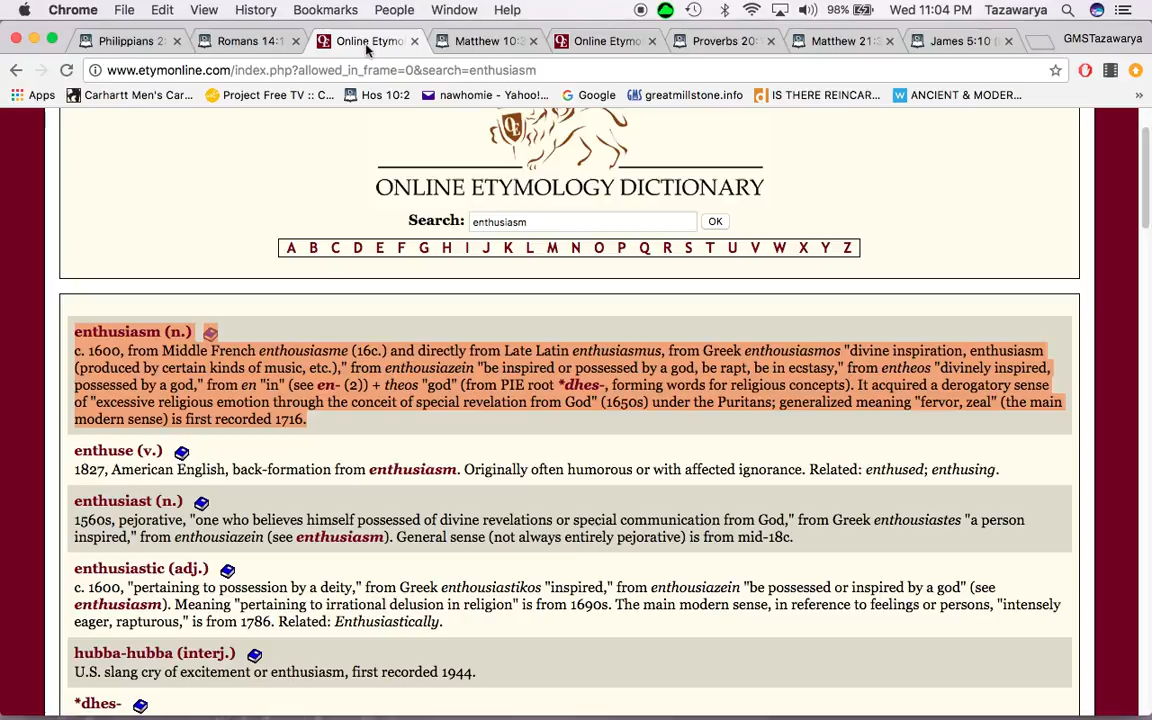 Chrome File Edit View History Bookmarks People Window Help 98% Wed 11:04 PM Tazawarya
Philippians 2: Romans 14:1 Online Etymo Matthew 10:3 Online Etymo Proverbs 20: Matthew 21:3 James 5:10 ( GMSTazawarya
www.etymonline.com/index.php?allowed_in_frame=0&search=enthusiasm
Apps Carhartt Men's Car... Project Free TV :: C... Hos 10:2 nawhomie - Yahoo!... Google GMS greatmillstone.info IS THERE REINCAR... ANCIENT & MODER... »
ONLINE ETYMOLOGY DICTIONARY
Search: enthusiasm OK
A B C D E F G H I J K L M N O P Q R S T U V W X Y Z
enthusiasm (n.)
c. 1600, from Middle French enthousiasme (16c.) and directly from Late Latin enthusiasmus, from Greek enthousiasmos "divine inspiration, enthusiasm
(produced by certain kinds of music, etc.)," from enthousiazein "be inspired or possessed by a god, be rapt, be in ecstasy," from entheos "divinely inspired,
possessed by a god," from en "in" (see en- (2)) + theos "god" (from PIE root *dhes-, forming words for religious concepts). It acquired a derogatory sense
of "excessive religious emotion through the conceit of special revelation from God" (1650s) under the Puritans; generalized meaning "fervor, zeal" (the main
modern sense) is first recorded 1716.
enthuse (v.)
1827, American English, back-formation from enthusiasm. Originally often humorous or with affected ignorance. Related: enthused; enthusing.
enthusiast (n.)
1560s, pejorative, "one who believes himself possessed of divine revelations or special communication from God," from Greek enthousiastes "a person
inspired," from enthousiazein (see enthusiasm). General sense (not always entirely pejorative) is from mid-18c.
enthusiastic (adj.)
c. 1600, "pertaining to possession by a deity," from Greek enthousiastikos "inspired," from enthousiazein "be possessed or inspired by a god" (see
enthusiasm). Meaning "pertaining to irrational delusion in religion" is from 1690s. The main modern sense, in reference to feelings or persons, "intensely
eager, rapturous," is from 1786. Related: Enthusiastically.
hubba-hubba (interj.)
U.S. slang cry of excitement or enthusiasm, first recorded 1944.
*dhes-